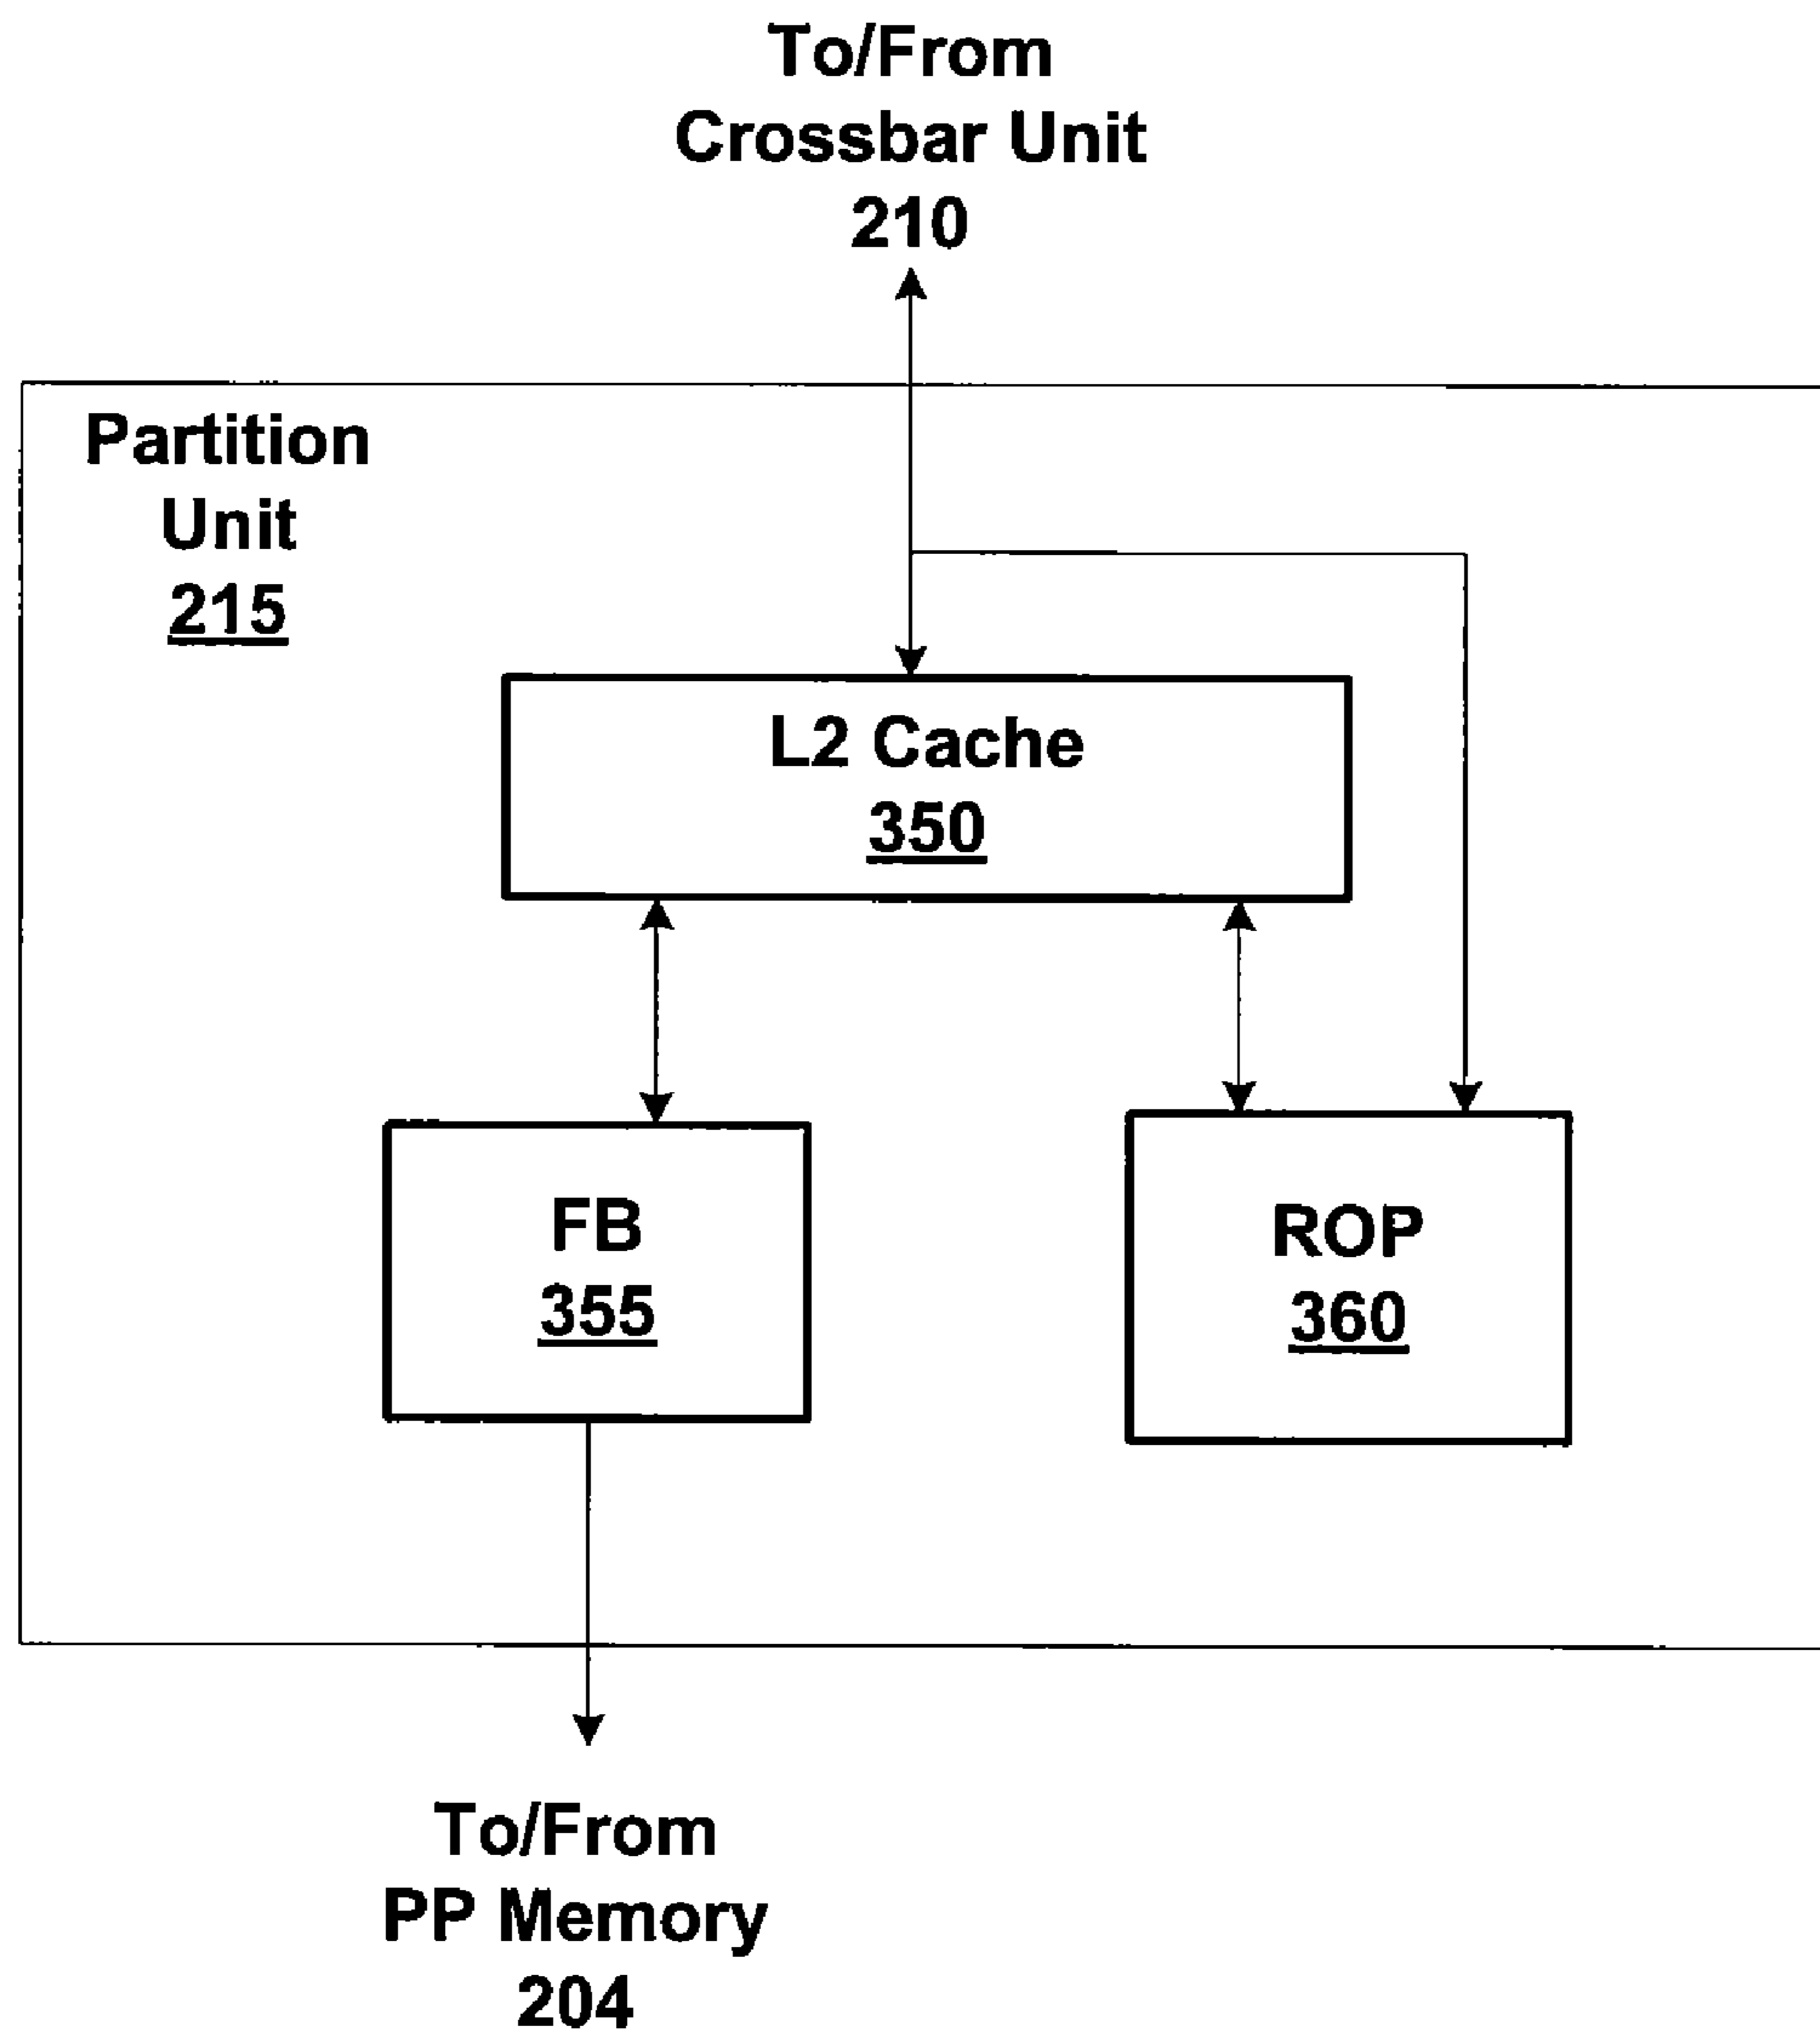 To/From
Crossbar Unit
210
Partition
Unit
215
L2 Cache
350
FB
355
ROP
360
To/From
PP Memory
204